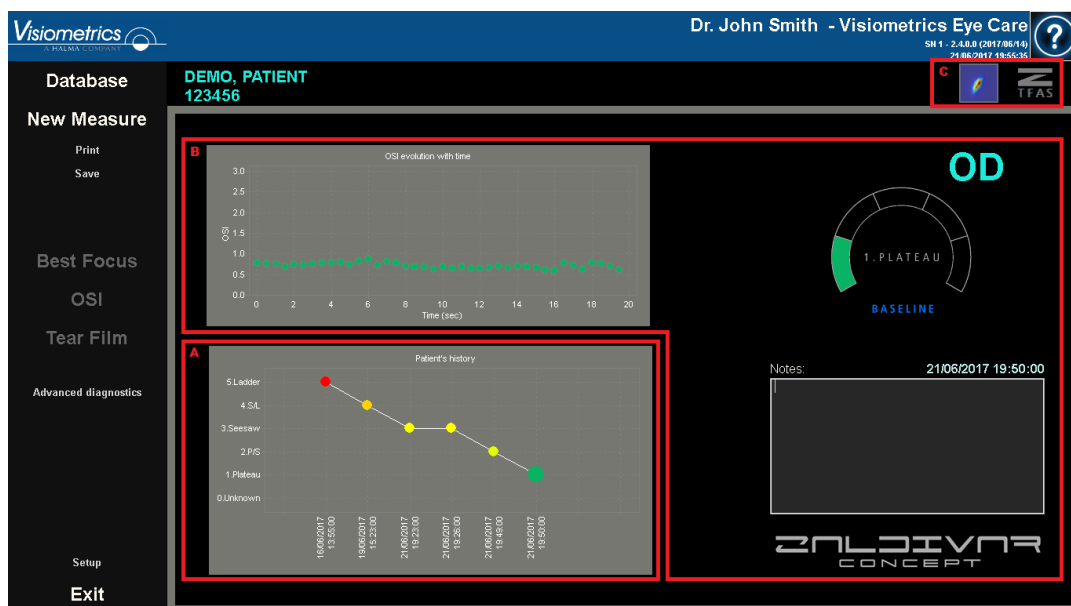 Visiometrics
A HALMA COMPANY
Dr. John Smith - Visiometrics Eye Care
SN 1 - 2.4.0.0 (2017/06/14)
21/06/2017 19:55:35
?
Database
New Measure
Print
Save
Best Focus
OSI
Tear Film
Advanced diagnostics
Setup
Exit
DEMO, PATIENT
123456
C
Z
TFAS
B
OSI evolution with time
3.0
2.5
2.0
1.5
1.0
0.5
0.0
OSI
0 2 4 6 8 10 12 14 16 18 20
Time (sec)
OD
1.PLATEAU
BASELINE
A
Patient's history
5.Ladder
4.S/L
3.Seesaw
2.P/S
1.Plateau
0.Unknown
16/06/2017 13:55:00
19/06/2017 15:23:00
21/06/2017 19:23:00
21/06/2017 19:26:00
21/06/2017 19:49:00
21/06/2017 19:50:00
Notes: 21/06/2017 19:50:00
ZALDIVAR
CONCEPT